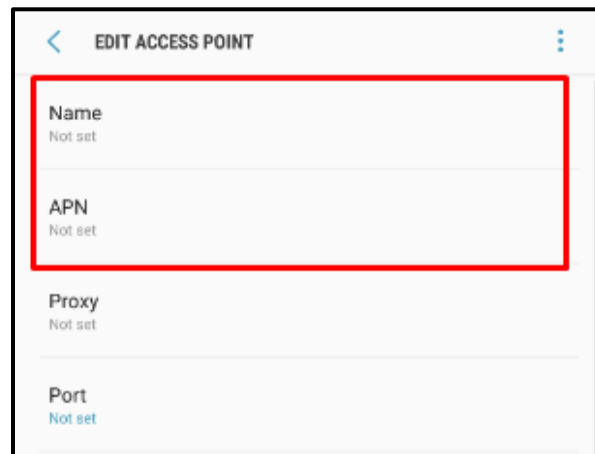 EDIT ACCESS POINT
Name
Not set
APN
Not set
Proxy
Not set
Port
Not set